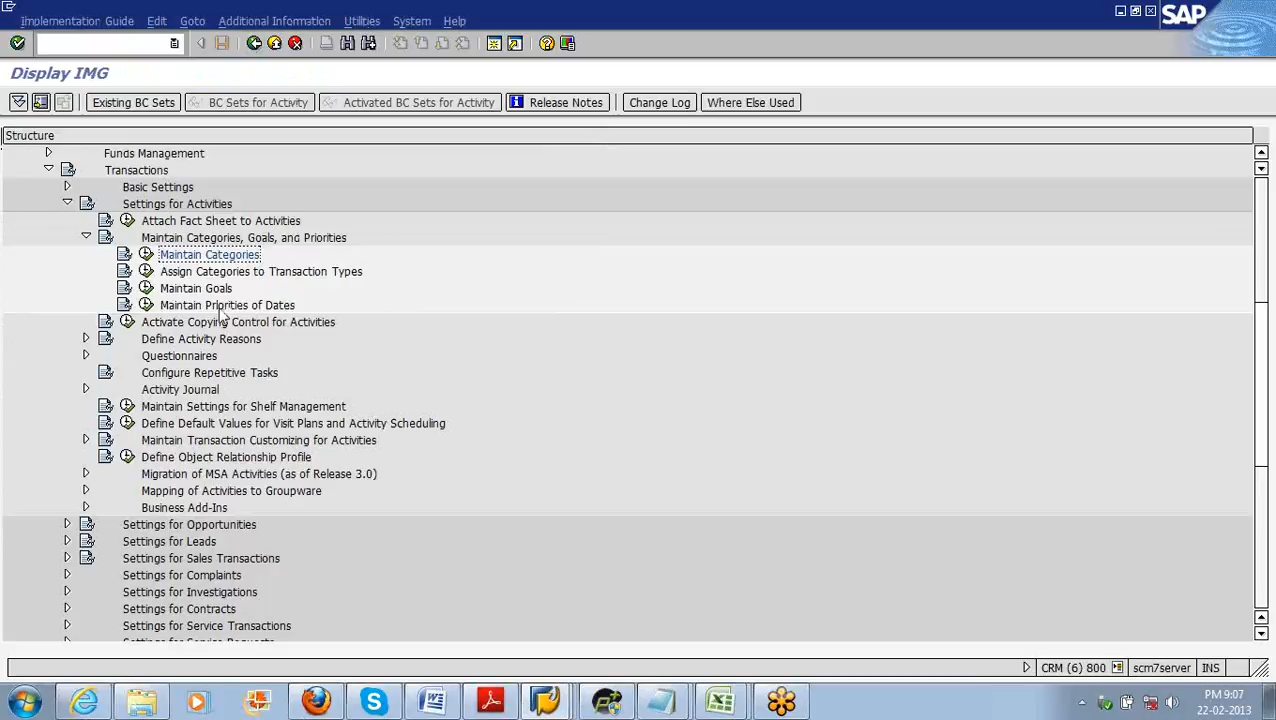 Implementation Guide Edit Goto Additional Information Utilities System Help
SAP
Display IMG
Existing BC Sets BC Sets for Activity Activated BC Sets for Activity Release Notes Change Log Where Else Used
Structure
Funds Management
Transactions
Basic Settings
Settings for Activities
Attach Fact Sheet to Activities
Maintain Categories, Goals, and Priorities
Maintain Categories
Assign Categories to Transaction Types
Maintain Goals
Maintain Priorities of Dates
Activate Copying Control for Activities
Define Activity Reasons
Questionnaires
Configure Repetitive Tasks
Activity Journal
Maintain Settings for Shelf Management
Define Default Values for Visit Plans and Activity Scheduling
Maintain Transaction Customizing for Activities
Define Object Relationship Profile
Migration of MSA Activities (as of Release 3.0)
Mapping of Activities to Groupware
Business Add-Ins
Settings for Opportunities
Settings for Leads
Settings for Sales Transactions
Settings for Complaints
Settings for Investigations
Settings for Contracts
Settings for Service Transactions
Settings for Service Requests
CRM (6) 800 scm7server INS
PM 9:07
22-02-2013